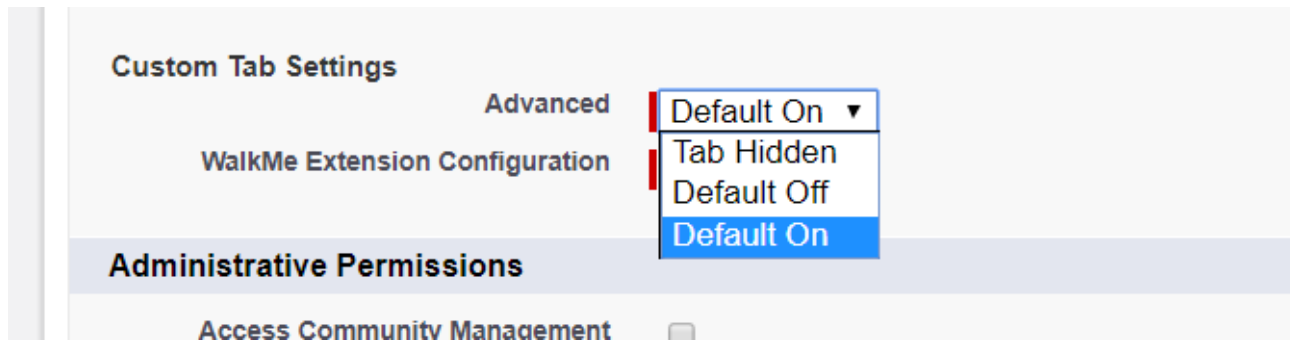 Custom Tab Settings
Advanced Default On
WalkMe Extension Configuration Tab Hidden
Default Off
Default On
Administrative Permissions
Access Community Management